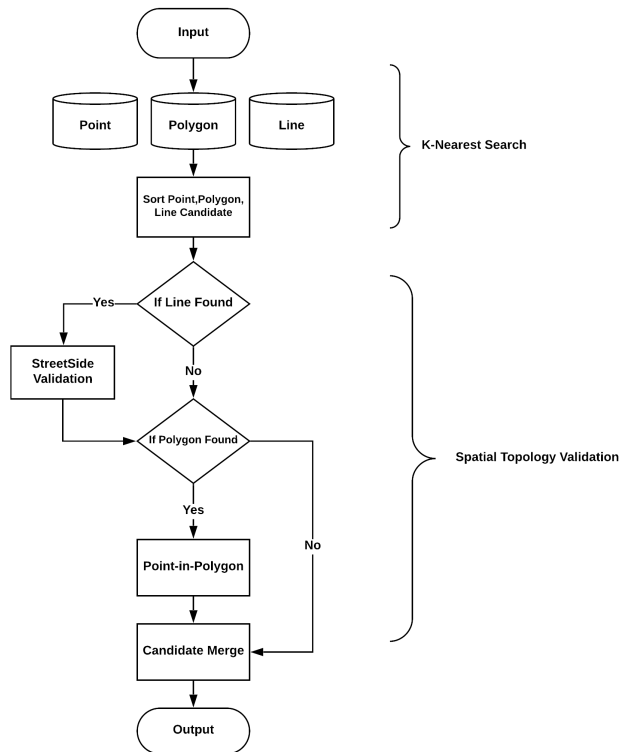 Input
Point
Polygon
Line
K-Nearest Search
Sort Point,Polygon,
Line Candidate
If Line Found
Yes
StreetSide
Validation
No
If Polygon Found
Spatial Topology Validation
Yes
No
Point-in-Polygon
Candidate Merge
Output